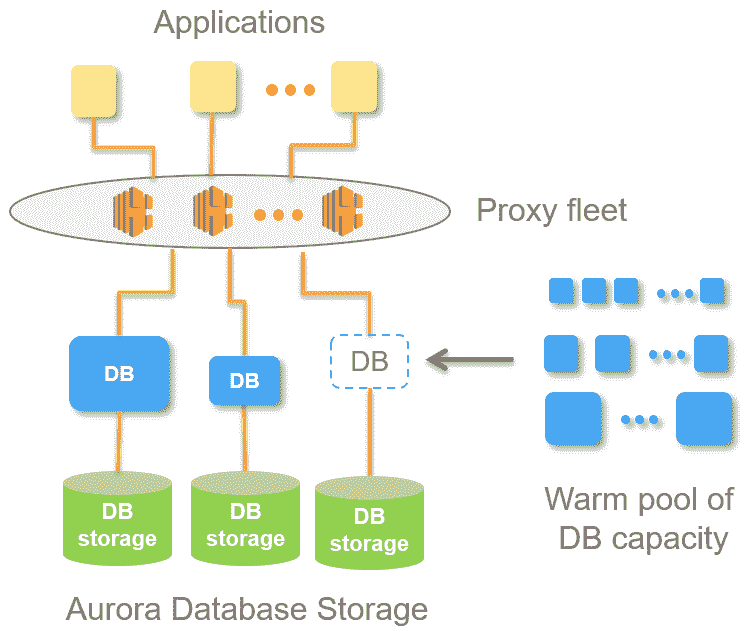 Applications
Proxy fleet
DB
DB
DB
DB
storage
DB
storage
DB
storage
Warm pool of
DB capacity
Aurora Database Storage